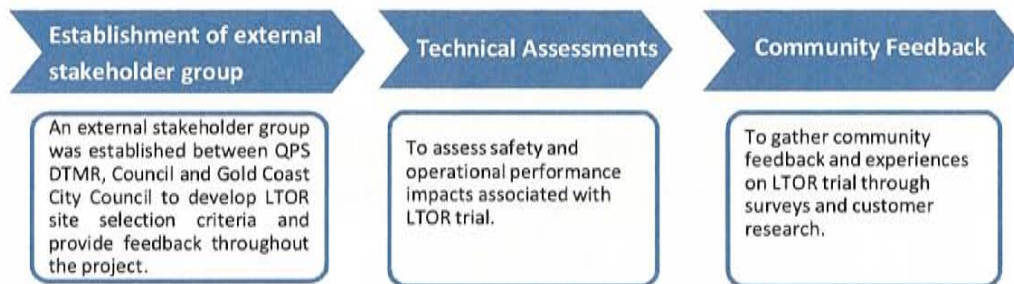 Establishment of external
stakeholder group
An external stakeholder group
was established between QPS
DTMR, Council and Gold Coast
City Council to develop LTOR
site selection criteria and
provide feedback throughout
the project.
Technical Assessments
To assess safety and
operational performance
impacts associated with
LTOR trial.
Community Feedback
To gather community
feedback and experiences
on LTOR trial through
surveys and customer
research.